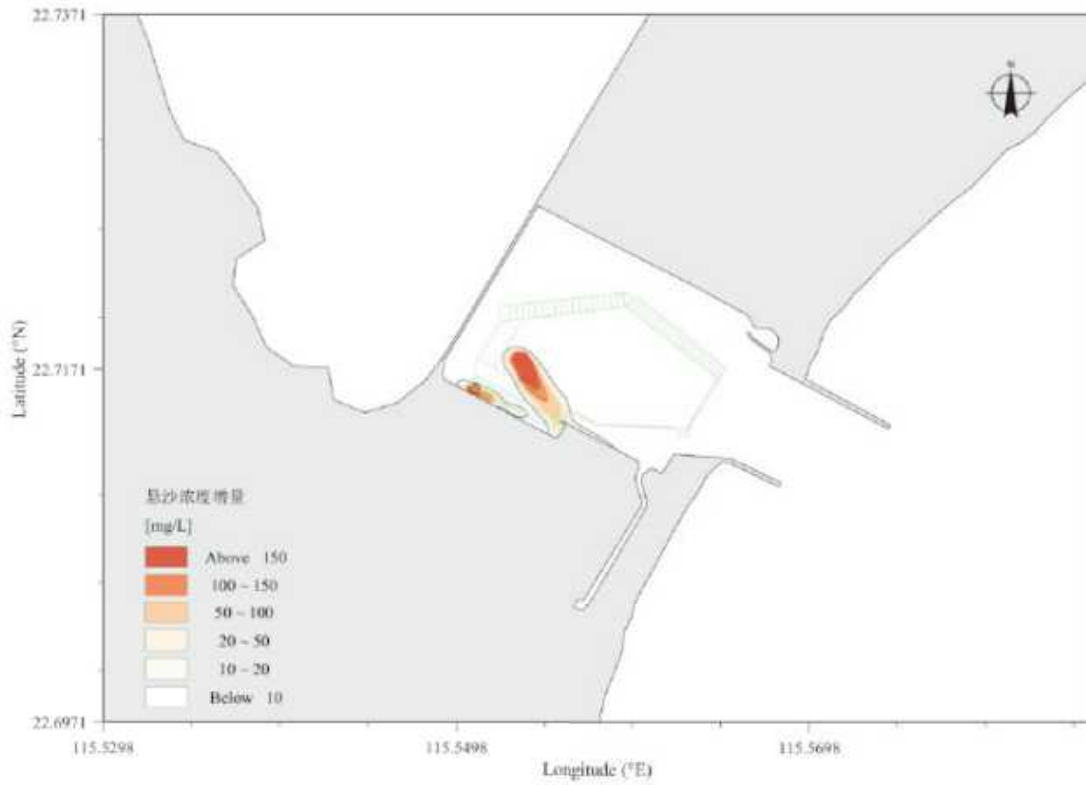 22.7371
N
22.7171
Latitude (°N)
悬沙浓度增量
[mg/L]
Above 150
100 ~ 150
50 ~ 100
20 ~ 50
10 ~ 20
Below 10
22.6971
115.5298
115.5498
115.5698
Longitude (°E)